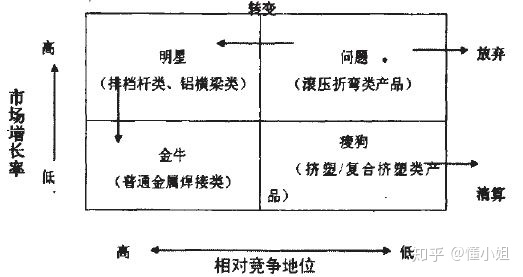 转变
高
明星
问题
放弃
(排档杆类、铝横梁类)
(滚压折弯类产品)
市场增长率
金牛
瘦狗
低
(普通金属焊接类)
(挤塑/复合挤塑类产
品)
清算
高
低
相对竞争地位
知乎 @懂小姐